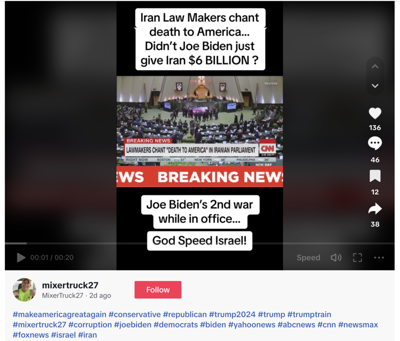 Iran Law Makers chant
death to America...
Didn't Joe Biden just
give Iran $6 BILLION ?
BREAKING NEWS
LAWMAKERS CHANT "DEATH TO AMERICA" IN IRANIAN PARLIAMENT
CNN
WS BREAKING NEW
Joe Biden's 2nd war
while in office...
God Speed Israel!
136
46
12
38
00:01 / 00:20
Speed
mixertruck27
MixerTruck27 · 2d ago
Follow
#makeamericagreatagain #conservative #republican #trump2024 #trump #trumptrain
#mixertruck27 #corruption #joebiden #democrats #biden #yahoonews #abcnews #cnn #newsmax
#foxnews #israel #iran